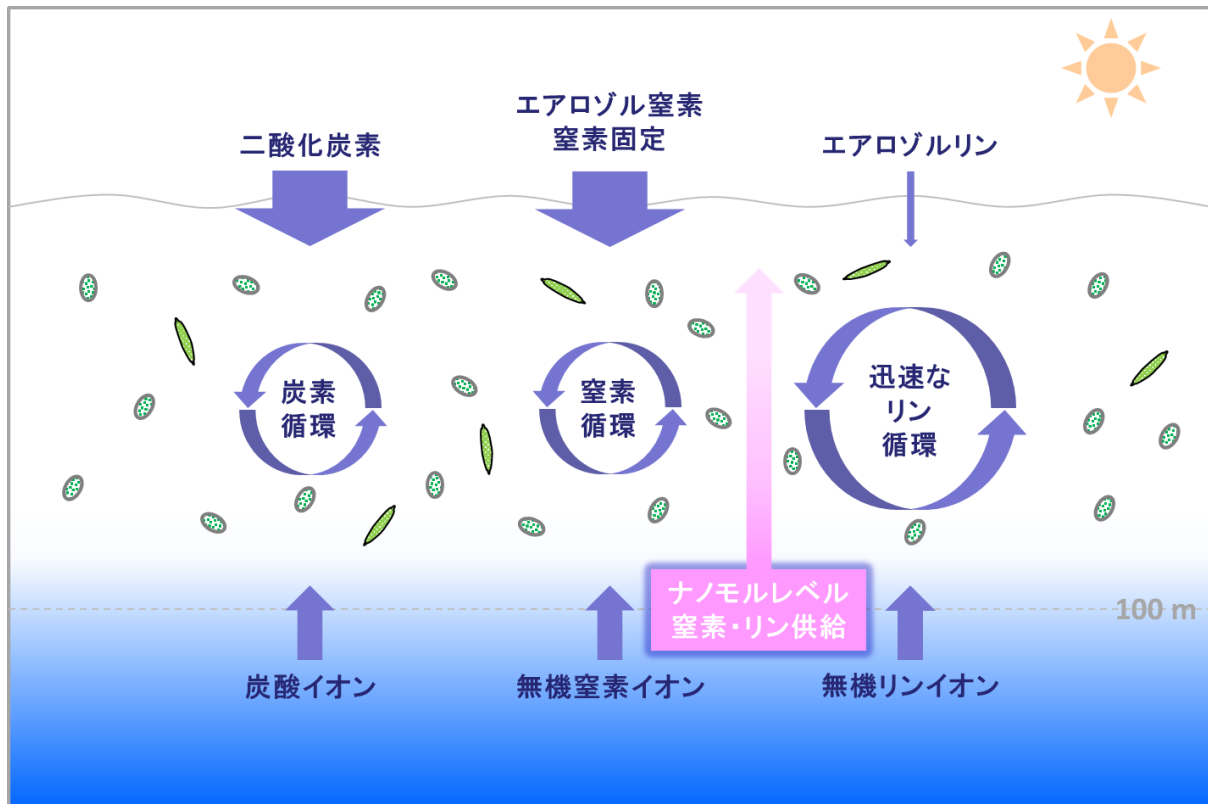 二酸化炭素
エアロゾル窒素
窒素固定
エアロゾルリン
炭素
循環
窒素
循環
迅速な
リン
循環
ナノモルレベル
窒素・リン供給
100 m
炭酸イオン
無機窒素イオン
無機リンイオン